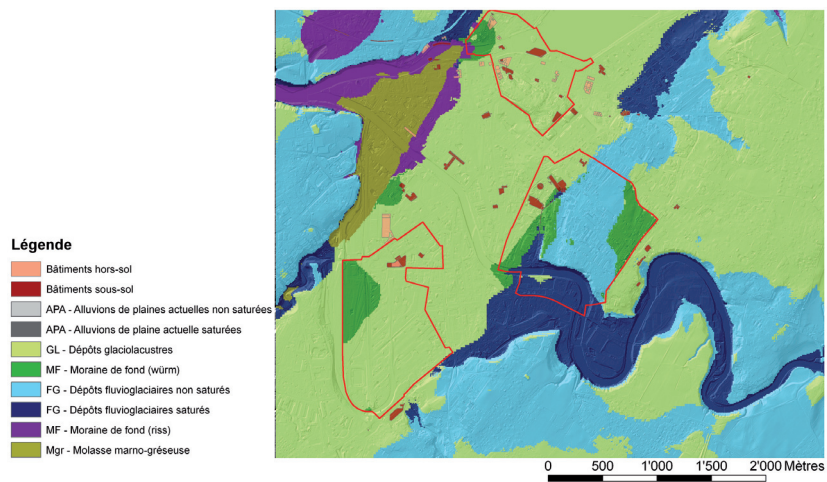 Légende
Bâtiments hors-sol
Bâtiments sous-sol
APA - Alluvions de plaines actuelles non saturées
APA - Alluvions de plaine actuelle saturées
GL - Dépôts glaciolacustres
MF - Moraine de fond (würm)
FG - Dépôts fluvioglaciaires non saturés
FG - Dépôts fluvioglaciaires saturés
MF - Moraine de fond (riss)
Mgr - Molasse marno-gréseuse
0 500 1'000 1'500 2'000 Mètres